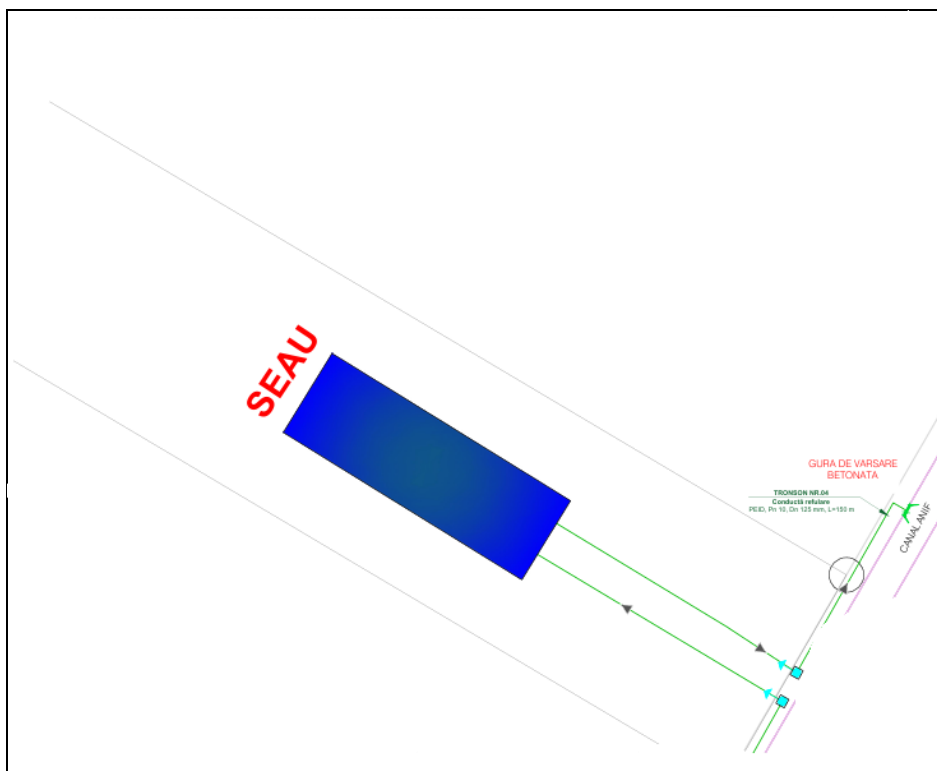 SEAU
GURA DE VARSARE
BETONATA
TRONSON NR.04
Conductă refulare
PEID, Pn 10, Dn 125 mm, L=150 m
CANAL ANIF